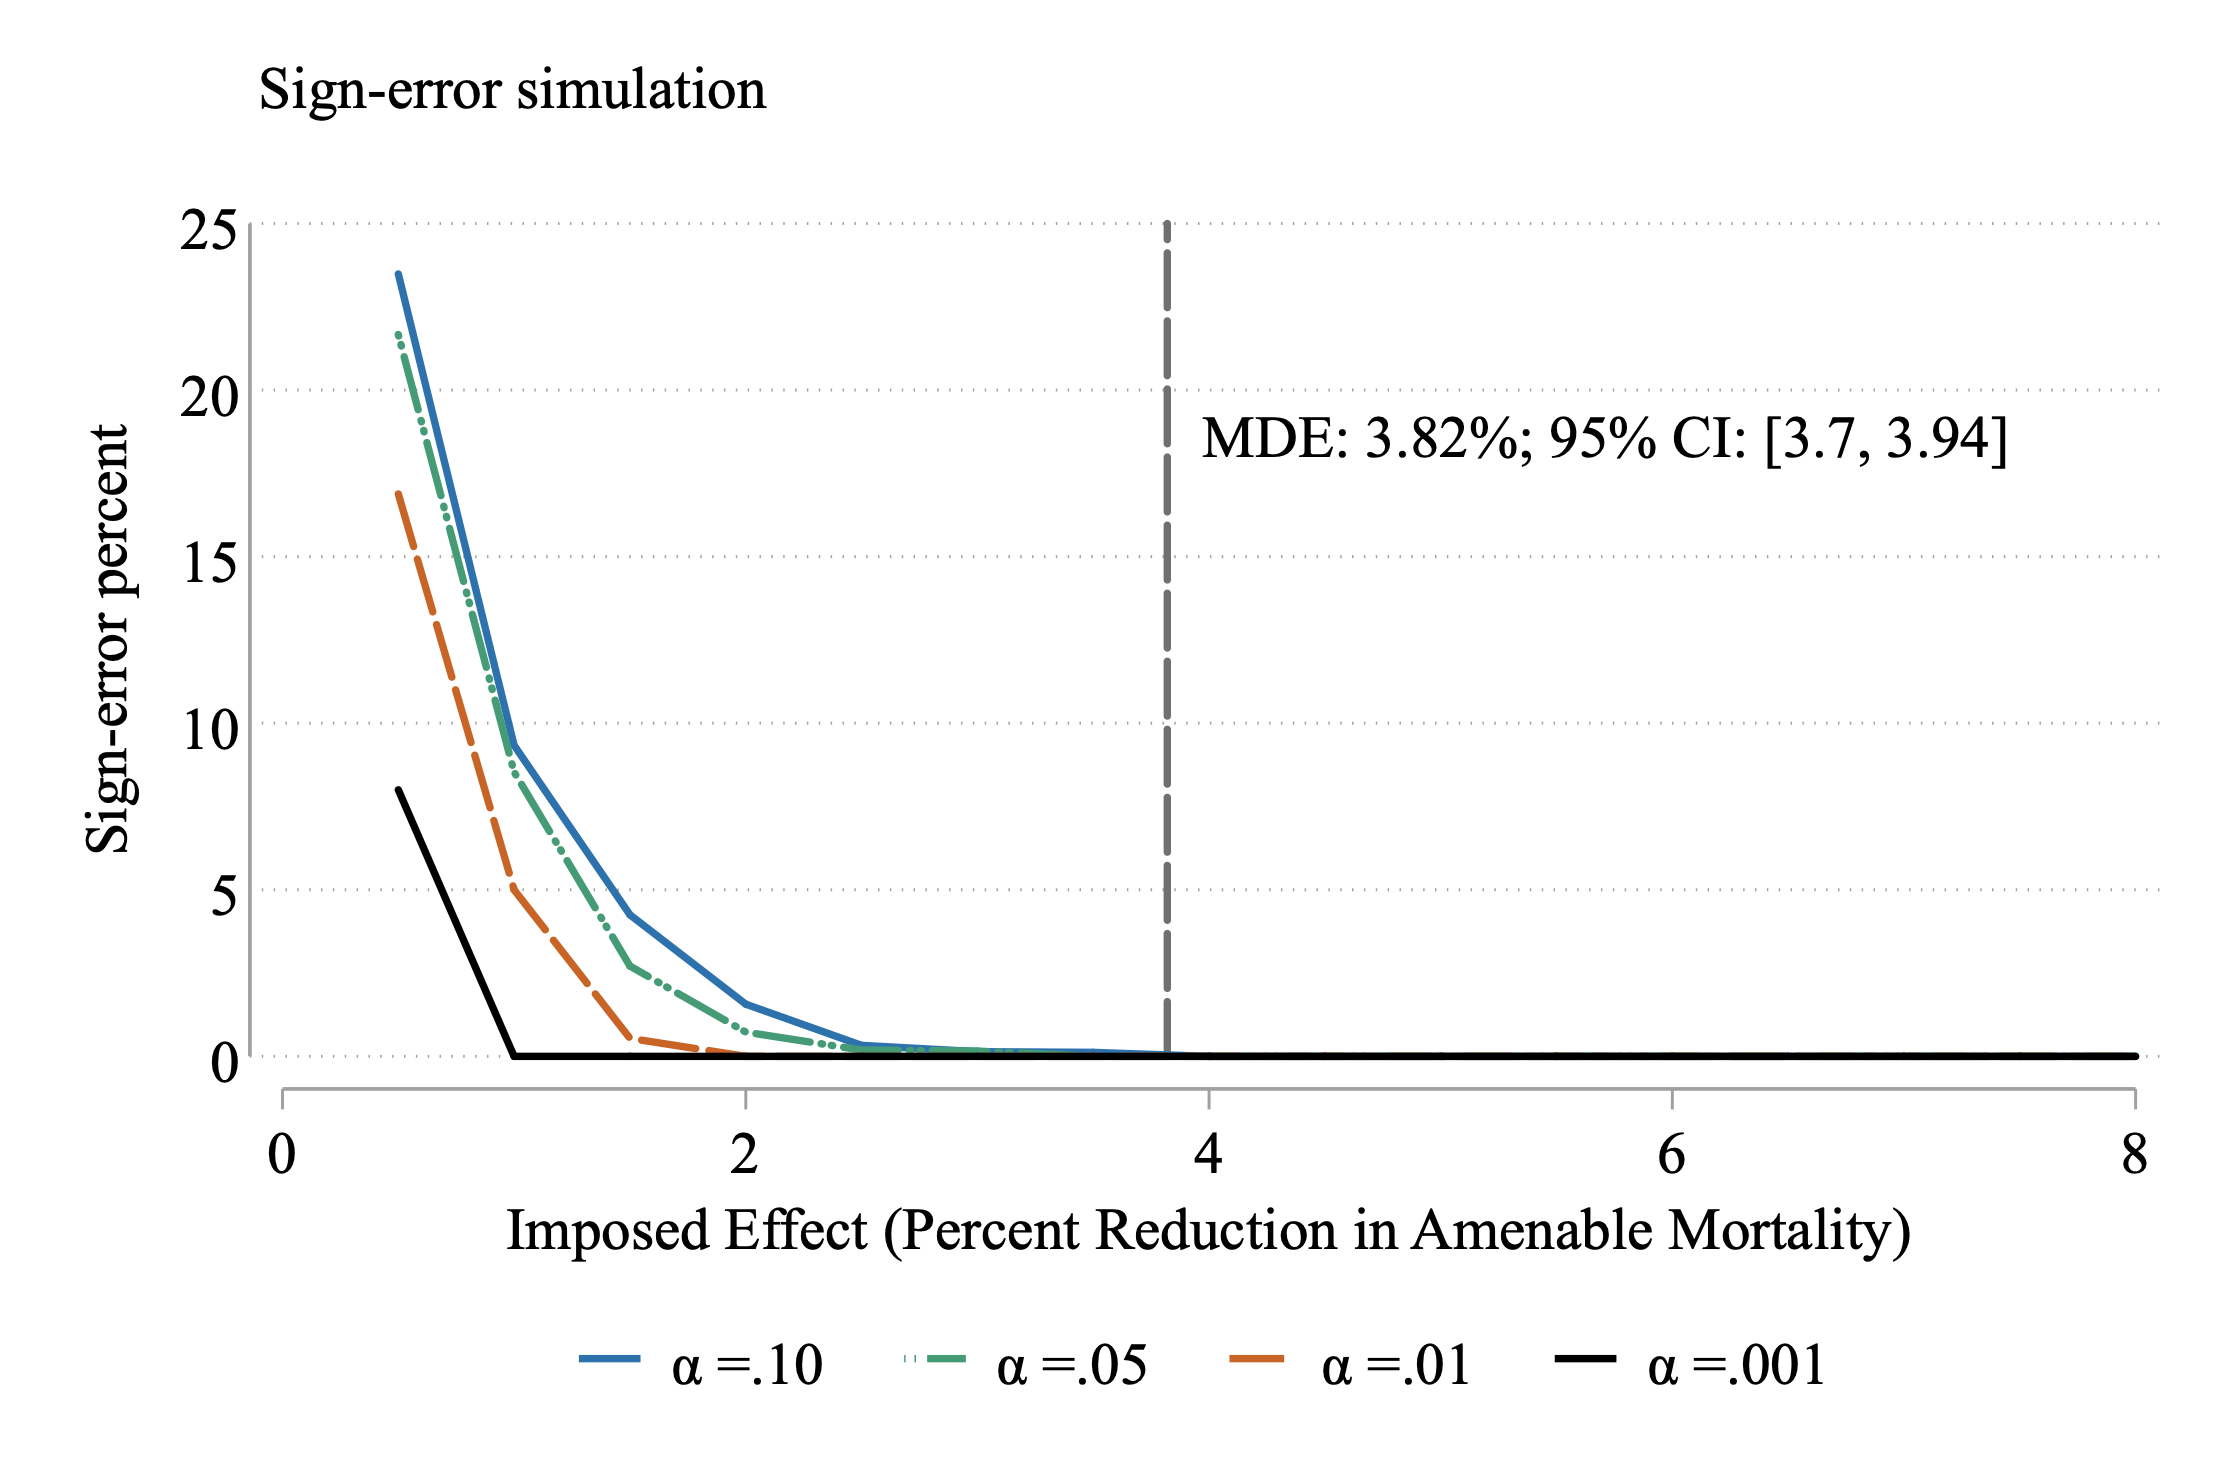 Sign-error simulation
25
20
15
10
5
0
Sign-error percent
MDE: 3.82%; 95% CI: [3.7, 3.94]
0 2 4 6 8
Imposed Effect (Percent Reduction in Amenable Mortality)
α =.10 α =.05 α =.01 α =.001